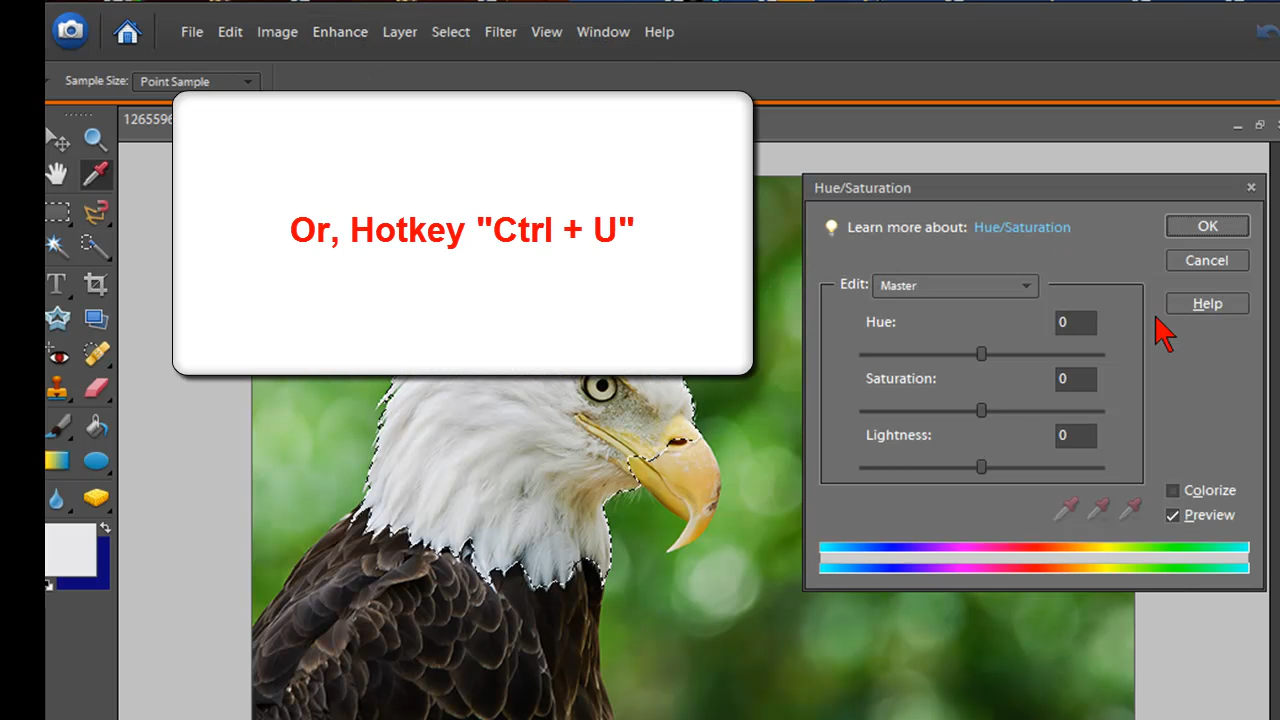 File Edit Image Enhance Layer Select Filter View Window Help
Sample Size: Point Sample
1265596
Or, Hotkey "Ctrl + U"
Hue/Saturation
Learn more about: Hue/Saturation
OK
Cancel
Help
Edit: Master
Hue: 0
Saturation: 0
Lightness: 0
Colorize
Preview
T